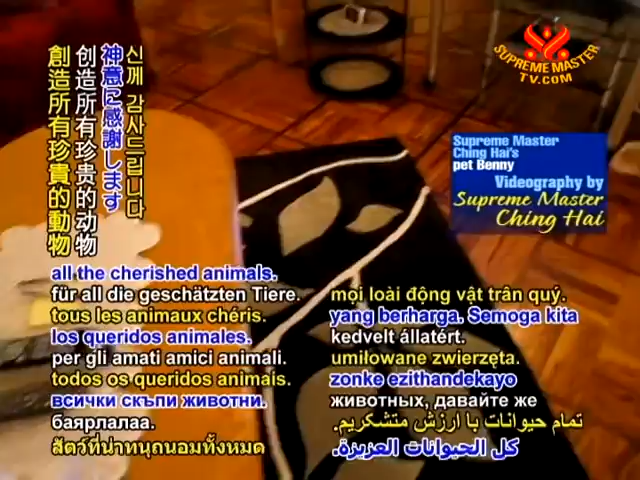 SUPREME MASTER
TV.COM
Supreme Master
Ching Hai's
pet Benny
Videography by
Supreme Master
Ching Hai
신께 감사드립니다
神意に感謝します
创造所有珍贵的动物
創造所有珍貴的動物
all the cherished animals.
für all die geschätzten Tiere.
tous les animaux chéris.
los queridos animales.
per gli amati amici animali.
todos os queridos animais.
всички скъпи животни.
баярлалаа.
สัตว์ที่น่าทนุถนอมทั้งหมด
mọi loài động vật trân quý.
yang berharga. Semoga kita
kedvelt állatért.
umiłowane zwierzęta.
zonke ezithandekayo
животных, давайте же
تمام حیوانات با ارزش متشکریم.
كل الحيوانات العزيزة.